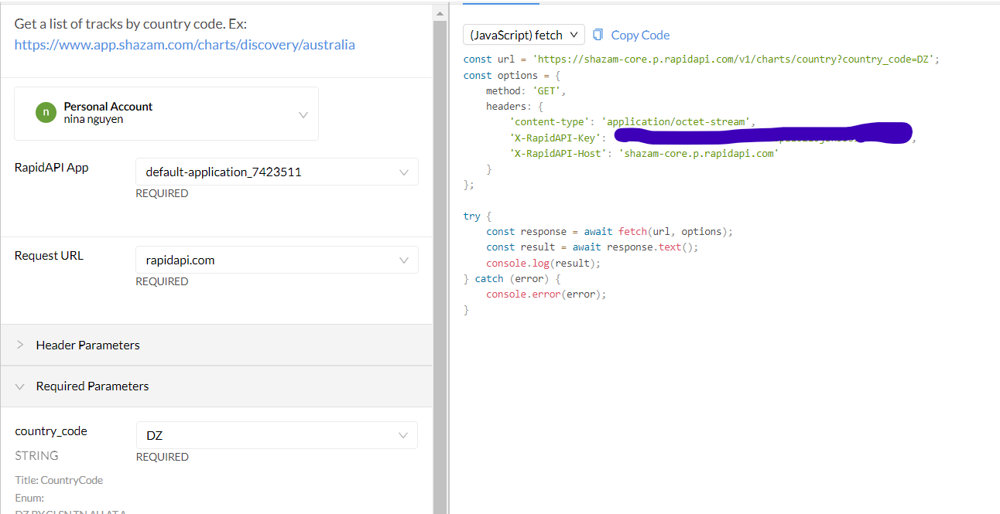 Get a list of tracks by country code. Ex:
https://www.app.shazam.com/charts/discovery/australia
n
Personal Account
nina nguyen
RapidAPI App
default-application_7423511
REQUIRED
Request URL
rapidapi.com
REQUIRED
Header Parameters
Required Parameters
country_code
DZ
STRING
REQUIRED
Title: CountryCode
Enum:
(JavaScript) fetch
Copy Code
const url = 'https://shazam-core.p.rapidapi.com/v1/charts/country?country_code=DZ';
const options = {
    method: 'GET',
    headers: {
        'content-type': 'application/octet-stream',
        'X-RapidAPI-Key':
        'X-RapidAPI-Host': 'shazam-core.p.rapidapi.com'
    }
};

try {
    const response = await fetch(url, options);
    const result = await response.text();
    console.log(result);
} catch (error) {
    console.error(error);
}